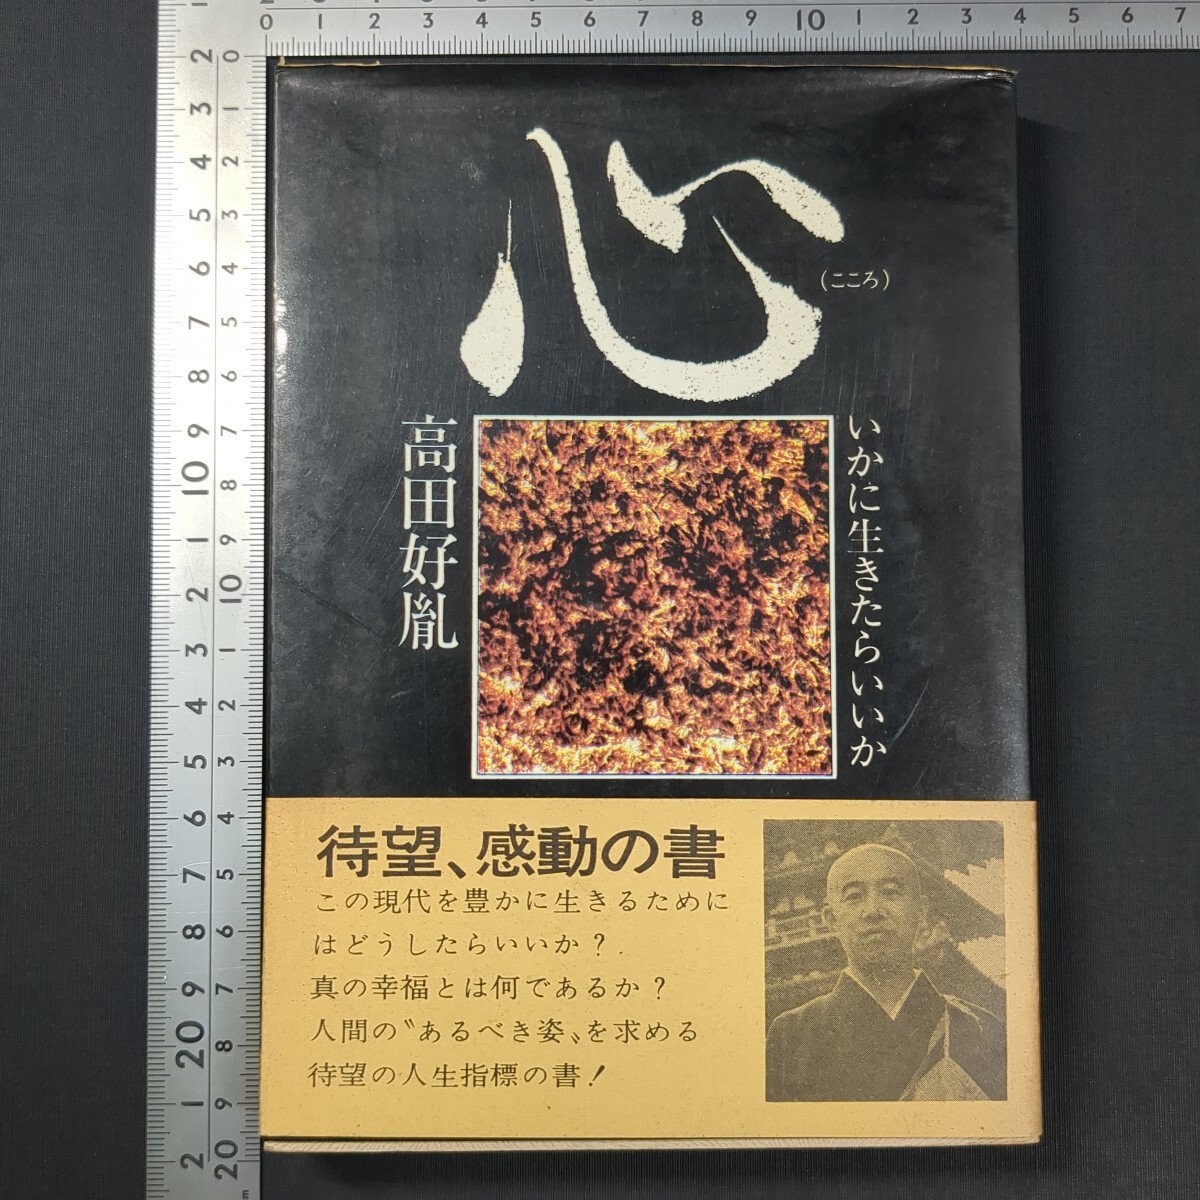 心
(こころ)
いかに生きたらいいか
高田好胤
待望、感動の書
この現代を豊かに生きるために
はどうしたらいいか?
真の幸福とは何であるか?
人間の〝あるべき姿〟を求める
待望の人生指標の書!